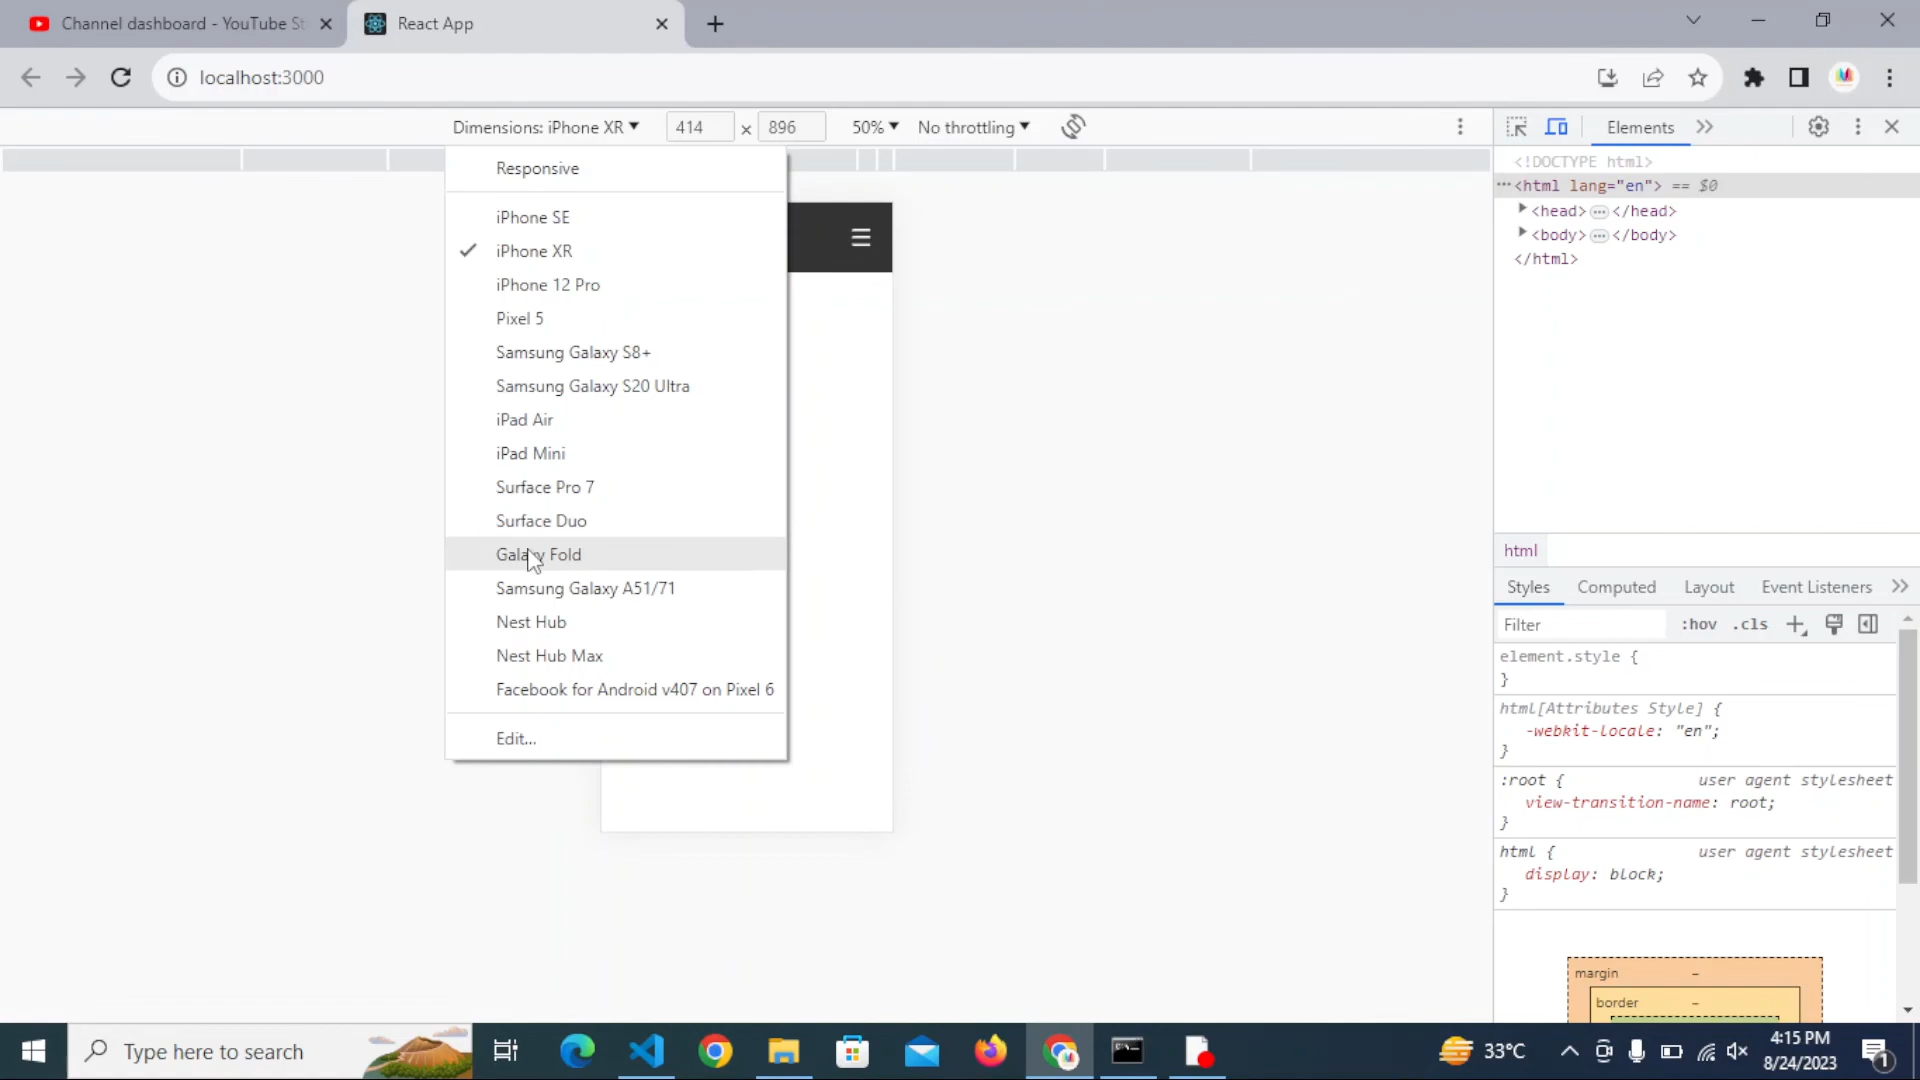 Channel dashboard - YouTube St
React App
localhost:3000
Dimensions: iPhone XR 414 × 896 50% No throttling
Elements
Responsive
iPhone SE
iPhone XR
iPhone 12 Pro
Pixel 5
Samsung Galaxy S8+
Samsung Galaxy S20 Ultra
iPad Air
iPad Mini
Surface Pro 7
Surface Duo
Galaxy Fold
Samsung Galaxy A51/71
Nest Hub
Nest Hub Max
Facebook for Android v407 on Pixel 6
Edit...
<!DOCTYPE html>
<html lang="en"> == $0
<head> </head>
<body> </body>
</html>
html
Styles Computed Layout Event Listeners
Filter :hov .cls
element.style {
}
html[Attributes Style] {
-webkit-locale: "en";
}
:root { user agent stylesheet
view-transition-name: root;
}
html { user agent stylesheet
display: block;
}
margin –
border –
Type here to search
33°C
4:15 PM
8/24/2023
1